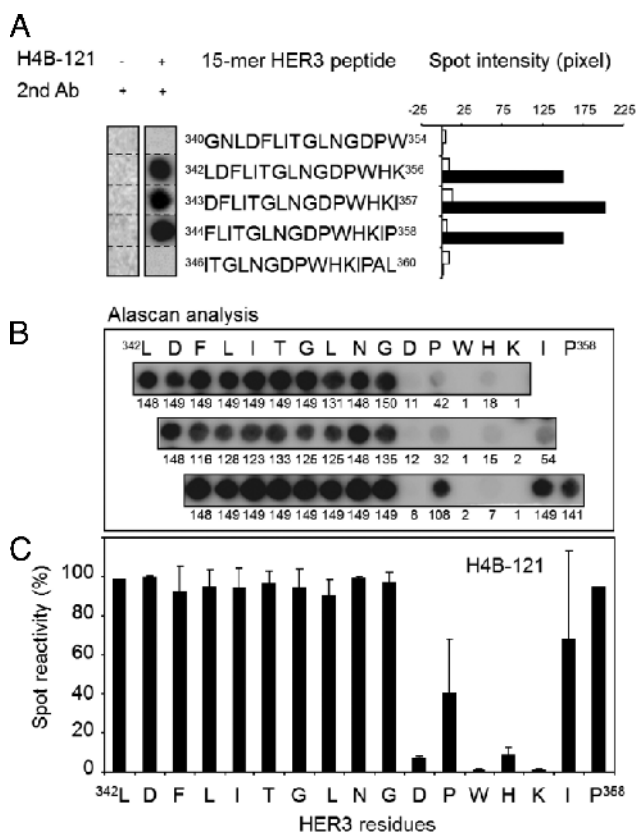 A
H4B-121 - + 15-mer HER3 peptide Spot intensity (pixel)
2nd Ab + +
-25 25 75 125 175 225
340GNLDFLITGLNGDPW354
342LDFLITGLNGDPWHK356
343DFLITGLNGDPWHKI357
344FLITGLNGDPWHKIP358
346ITGLNGDPWHKIPAL360
B
Alascan analysis
342L D F L I T G L N G D P W H K I P358
148 149 149 149 149 149 149 131 148 150 11 42 1 18 1
148 116 128 123 133 125 125 148 135 12 32 1 15 2 54
148 149 149 149 149 149 149 149 8 108 2 7 1 149 141
C
H4B-121
Spot reactivity (%)
100
80
60
40
20
0
342L D F L I T G L N G D P W H K I P358
HER3 residues